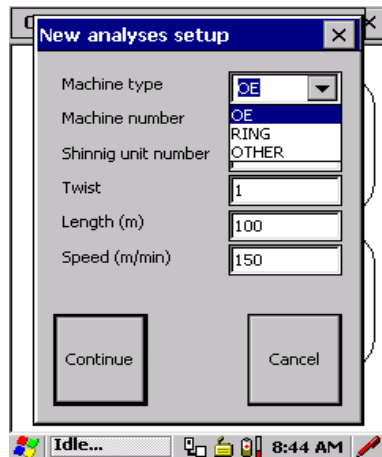 New analyses setup
Machine type OE
Machine number OE
RING
Shinnig unit number OTHER
Twist 1
Length (m) 100
Speed (m/min) 150
Continue Cancel
Idle... 8:44 AM